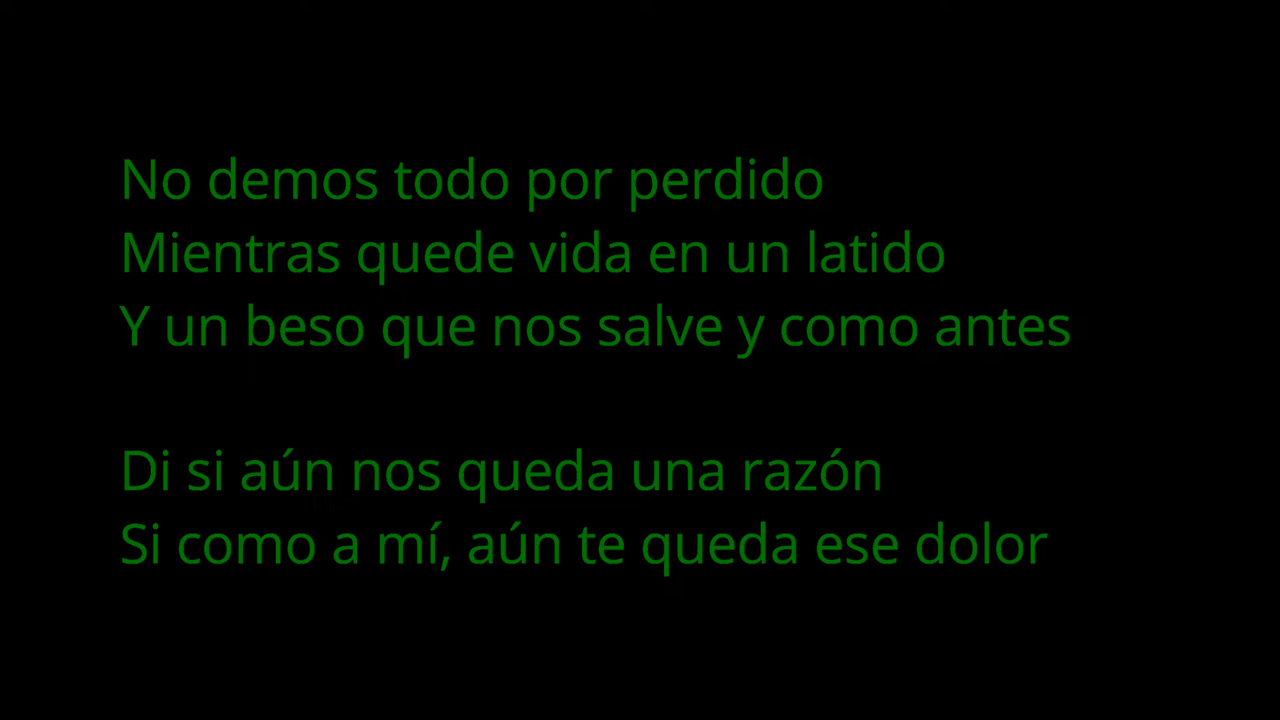 No demos todo por perdido
Mientras quede vida en un latido
Y un beso que nos salve y como antes
Di si aún nos queda una razón
Si como a mí, aún te queda ese dolor